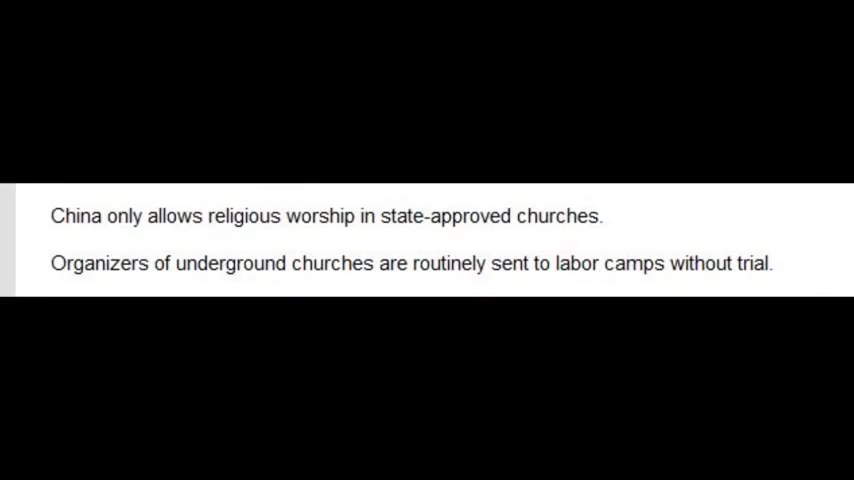 China only allows religious worship in state-approved churches.
Organizers of underground churches are routinely sent to labor camps without trial.